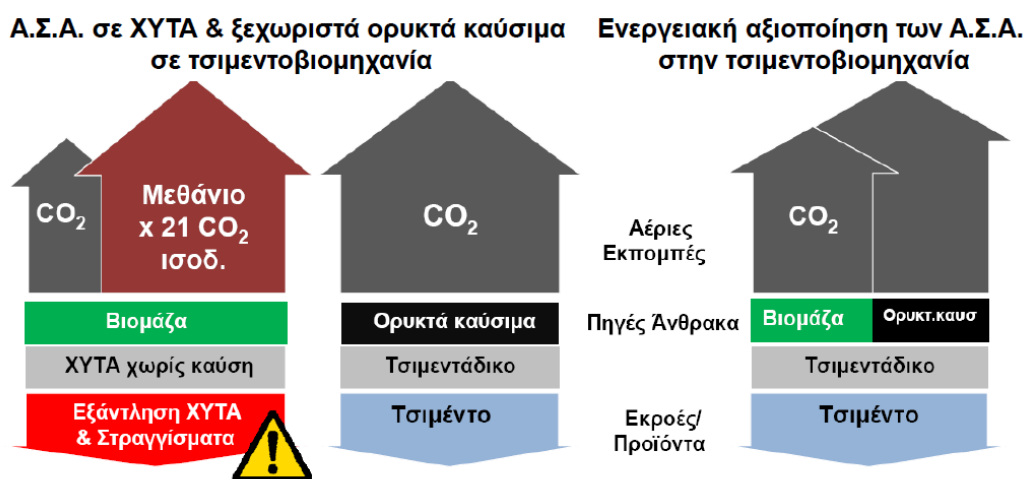 Α.Σ.Α. σε ΧΥΤΑ & ξεχωριστά ορυκτά καύσιμα
σε τσιμεντοβιομηχανία
Ενεργειακή αξιοποίηση των Α.Σ.Α.
στην τσιμεντοβιομηχανία
CO2
Μεθάνιο
x 21 CO2
ισοδ.
CO2
Αέριες
Εκπομπές
CO2
Βιομάζα
Ορυκτά καύσιμα
Πηγές Άνθρακα
Βιομάζα
Ορυκτ.καυσ
ΧΥΤΑ χωρίς καύση
Τσιμεντάδικο
Τσιμεντάδικο
Εξάντληση ΧΥΤΑ
& Στραγγίσματα
Τσιμέντο
Εκροές/
Προϊόντα
Τσιμέντο